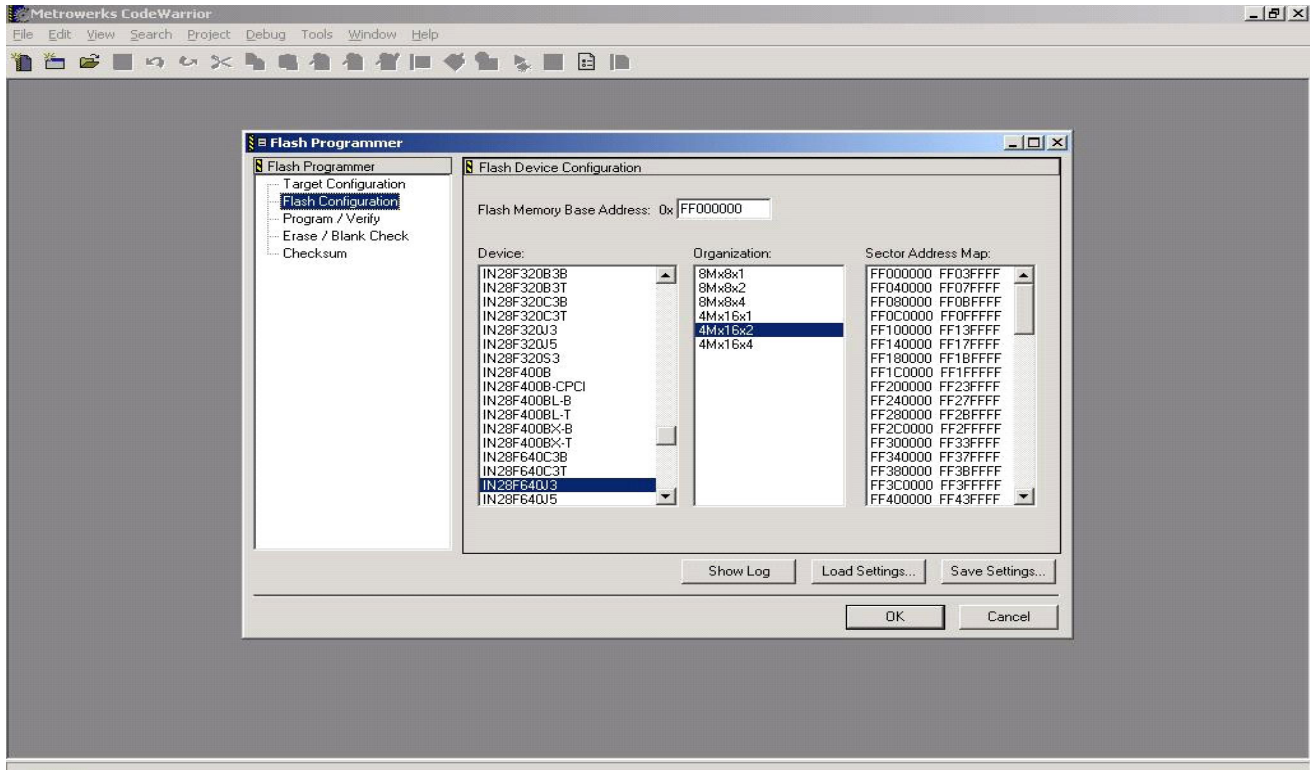 Metrowerks CodeWarrior
File Edit View Search Project Debug Tools Window Help
Flash Programmer
Flash Programmer
Target Configuration
Flash Configuration
Program / Verify
Erase / Blank Check
Checksum
Flash Device Configuration
Flash Memory Base Address: 0x FF000000
Device:
IN28F320B3B
IN28F320B3T
IN28F320C3B
IN28F320C3T
IN28F320J3
IN28F320J5
IN28F320S3
IN28F400B
IN28F400B-CPCI
IN28F400BL-B
IN28F400BL-T
IN28F400BX-B
IN28F400BX-T
IN28F640C3B
IN28F640C3T
IN28F640J3
IN28F640J5
Organization:
8Mx8x1
8Mx8x2
8Mx8x4
4Mx16x1
4Mx16x2
4Mx16x4
Sector Address Map:
FF000000 FF03FFFF
FF040000 FF07FFFF
FF080000 FF0BFFFF
FF0C0000 FF0FFFFF
FF100000 FF13FFFF
FF140000 FF17FFFF
FF180000 FF1BFFFF
FF1C0000 FF1FFFFF
FF200000 FF23FFFF
FF240000 FF27FFFF
FF280000 FF2BFFFF
FF2C0000 FF2FFFFF
FF300000 FF33FFFF
FF340000 FF37FFFF
FF380000 FF3BFFFF
FF3C0000 FF3FFFFF
FF400000 FF43FFFF
Show Log Load Settings... Save Settings...
OK Cancel